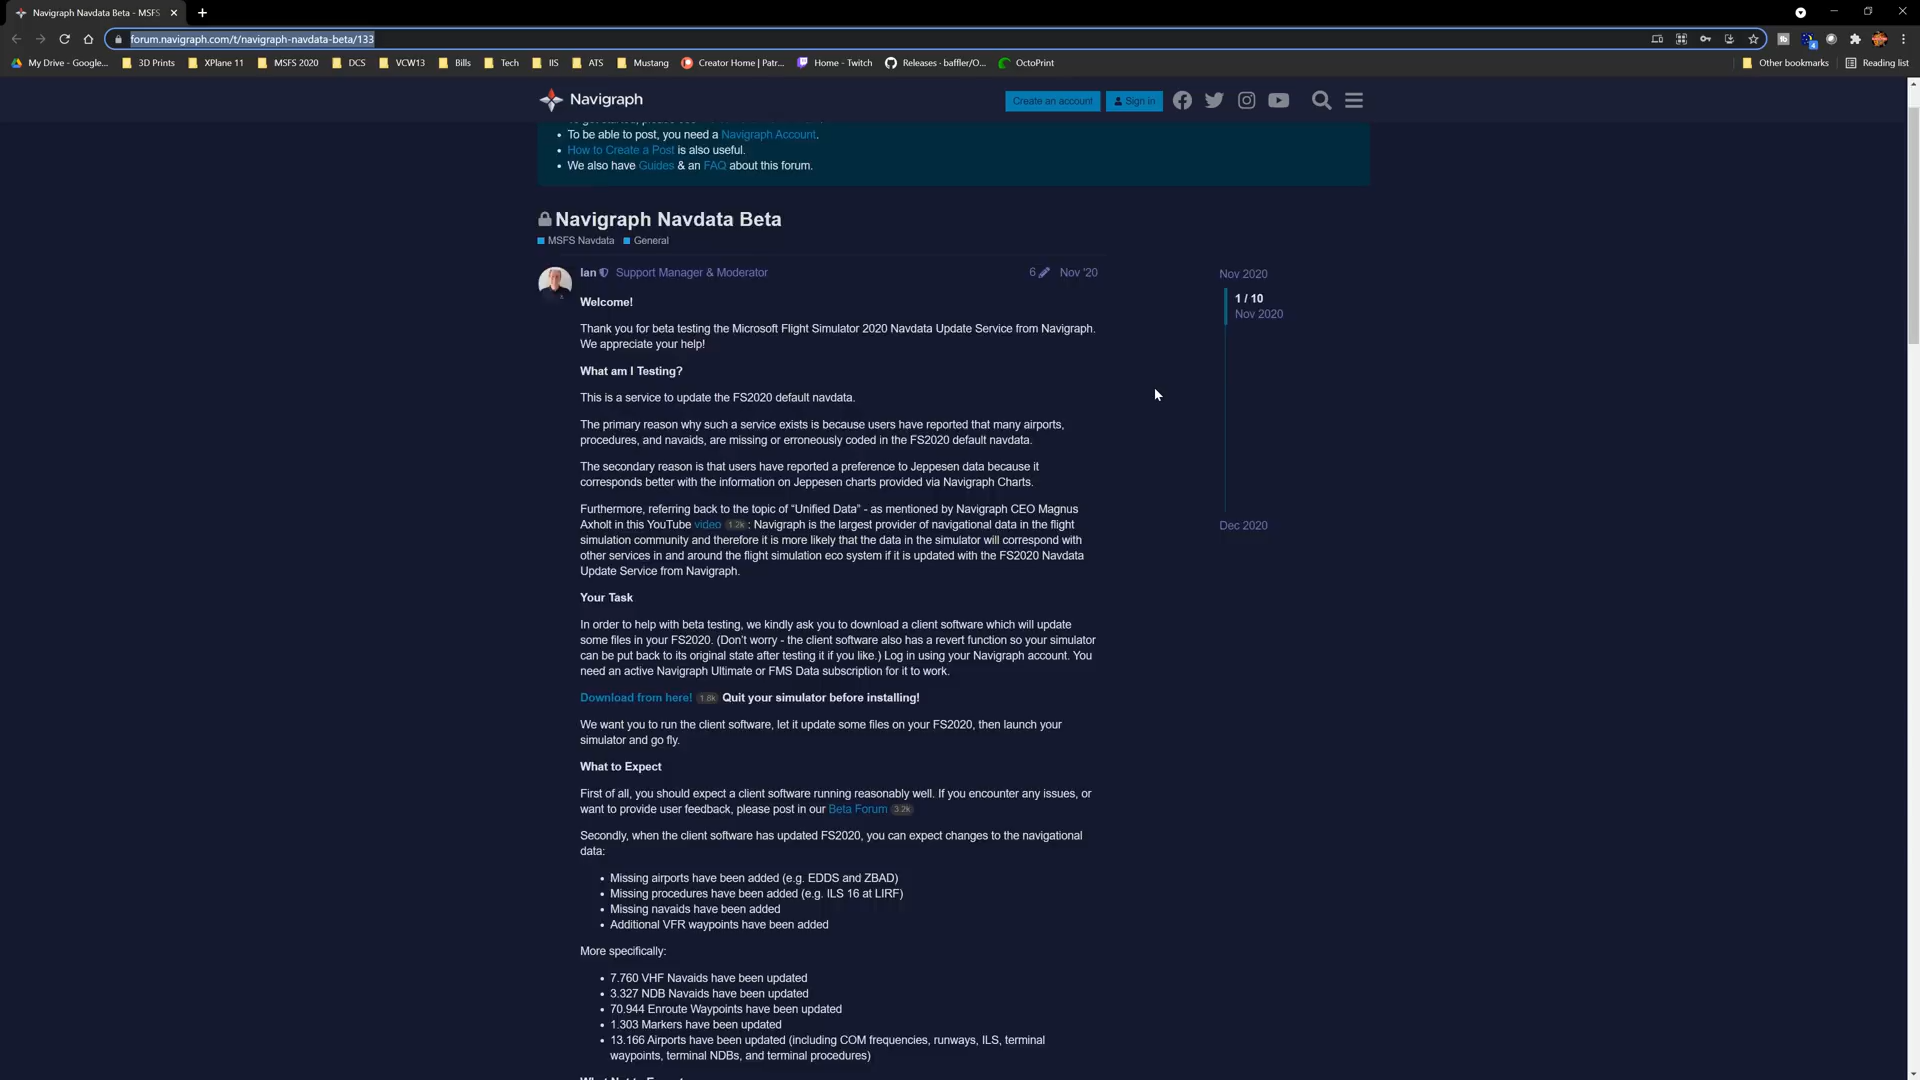 Navigraph Navdata Beta - MSFS
forum.navigraph.com/t/navigraph-navdata-beta/133
My Drive - Google... 3D Prints XPlane 11 MSFS 2020 DCS VCW13 Bills Tech IIS ATS Mustang Creator Home | Patr... Home - Twitch Releases · baffler/O... OctoPrint Other bookmarks Reading list
Navigraph Create an account Sign in
• To be able to post, you need a Navigraph Account.
• How to Create a Post is also useful.
• We also have Guides & an FAQ about this forum.
Navigraph Navdata Beta
MSFS Navdata General
Ian Support Manager & Moderator 6 Nov '20
Nov 2020
1 / 10
Nov 2020
Dec 2020
Welcome!
Thank you for beta testing the Microsoft Flight Simulator 2020 Navdata Update Service from Navigraph.
We appreciate your help!
What am I Testing?
This is a service to update the FS2020 default navdata.
The primary reason why such a service exists is because users have reported that many airports,
procedures, and navaids, are missing or erroneously coded in the FS2020 default navdata.
The secondary reason is that users have reported a preference to Jeppesen data because it
corresponds better with the information on Jeppesen charts provided via Navigraph Charts.
Furthermore, referring back to the topic of “Unified Data” - as mentioned by Navigraph CEO Magnus
Axholt in this YouTube video 1.2k : Navigraph is the largest provider of navigational data in the flight
simulation community and therefore it is more likely that the data in the simulator will correspond with
other services in and around the flight simulation eco system if it is updated with the FS2020 Navdata
Update Service from Navigraph.
Your Task
In order to help with beta testing, we kindly ask you to download a client software which will update
some files in your FS2020. (Don’t worry - the client software also has a revert function so your simulator
can be put back to its original state after testing it if you like.) Log in using your Navigraph account. You
need an active Navigraph Ultimate or FMS Data subscription for it to work.
Download from here! 1.8k Quit your simulator before installing!
We want you to run the client software, let it update some files on your FS2020, then launch your
simulator and go fly.
What to Expect
First of all, you should expect a client software running reasonably well. If you encounter any issues, or
want to provide user feedback, please post in our Beta Forum 3.2k
Secondly, when the client software has updated FS2020, you can expect changes to the navigational
data:
• Missing airports have been added (e.g. EDDS and ZBAD)
• Missing procedures have been added (e.g. ILS 16 at LIRF)
• Missing navaids have been added
• Additional VFR waypoints have been added
More specifically:
• 7.760 VHF Navaids have been updated
• 3.327 NDB Navaids have been updated
• 70.944 Enroute Waypoints have been updated
• 1.303 Markers have been updated
• 13.166 Airports have been updated (including COM frequencies, runways, ILS, terminal
waypoints, terminal NDBs, and terminal procedures)